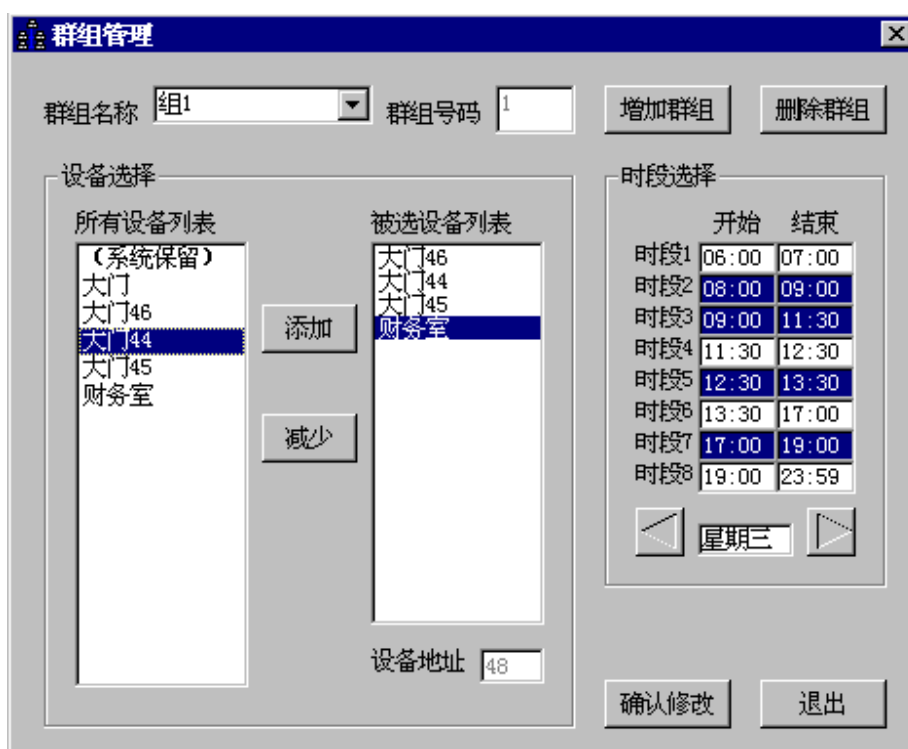 群组管理
群组名称 组1 群组号码 1 增加群组 删除群组
设备选择
所有设备列表
（系统保留）
大门
大门46
大门44
大门45
财务室
添加
减少
被选设备列表
大门46
大门44
大门45
财务室
设备地址 48
时段选择
开始 结束
时段1 06:00 07:00
时段2 08:00 09:00
时段3 09:00 11:30
时段4 11:30 12:30
时段5 12:30 13:30
时段6 13:30 17:00
时段7 17:00 19:00
时段8 19:00 23:59
星期三
确认修改 退出